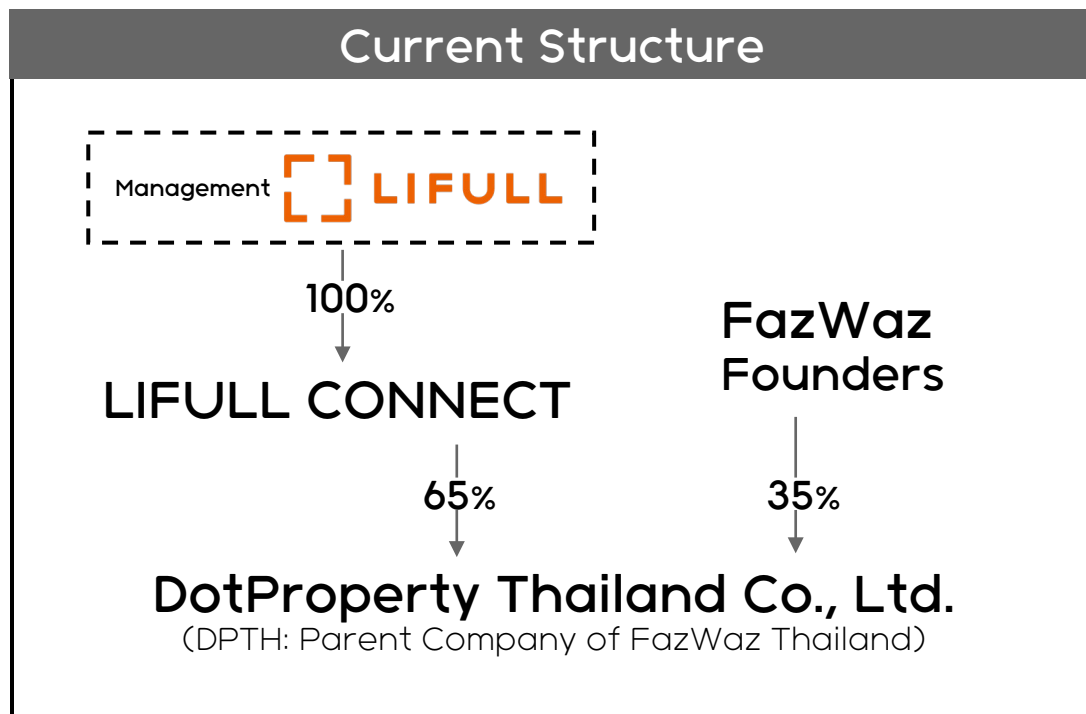 Current Structure
Management LIFULL
100%
LIFULL CONNECT
FazWaz
Founders
65%
35%
DotProperty Thailand Co., Ltd.
(DPTH: Parent Company of FazWaz Thailand)